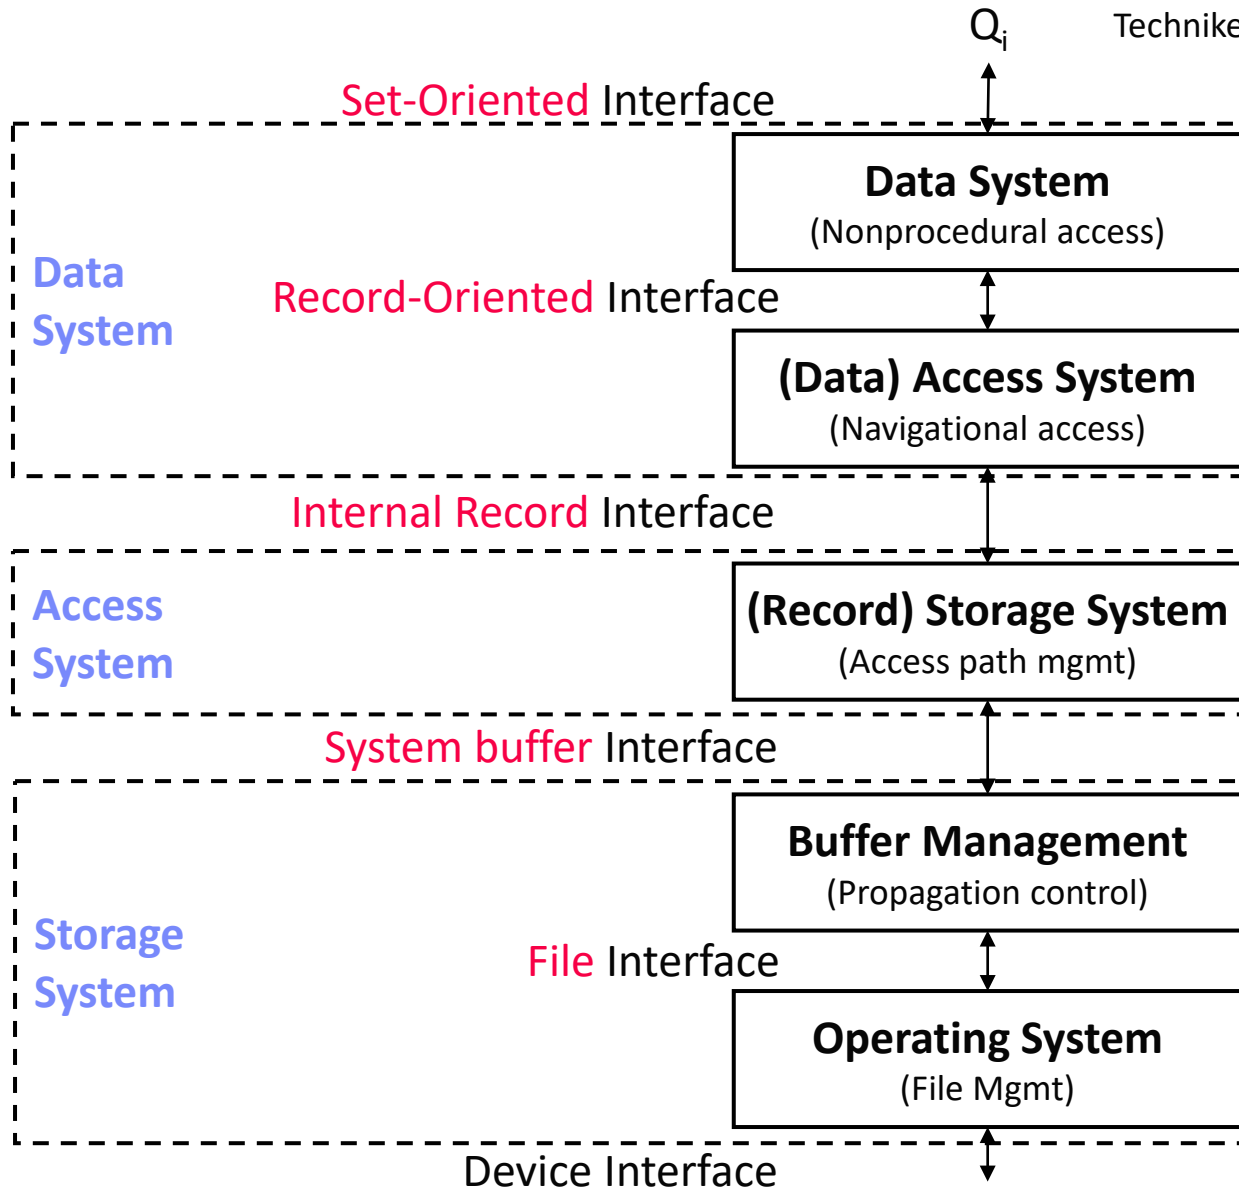 Q_i
Technike
Set-Oriented Interface
Data System
(Nonprocedural access)
Data
System
Record-Oriented Interface
(Data) Access System
(Navigational access)
Internal Record Interface
Access
System
(Record) Storage System
(Access path mgmt)
System buffer Interface
Buffer Management
(Propagation control)
Storage
System
File Interface
Operating System
(File Mgmt)
Device Interface